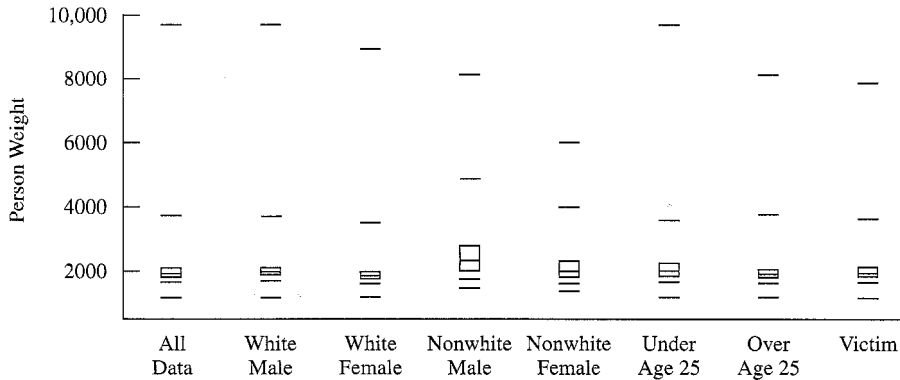 10,000
8000
6000
4000
2000
Person Weight
All Data
White Male
White Female
Nonwhite Male
Nonwhite Female
Under Age 25
Over Age 25
Victim